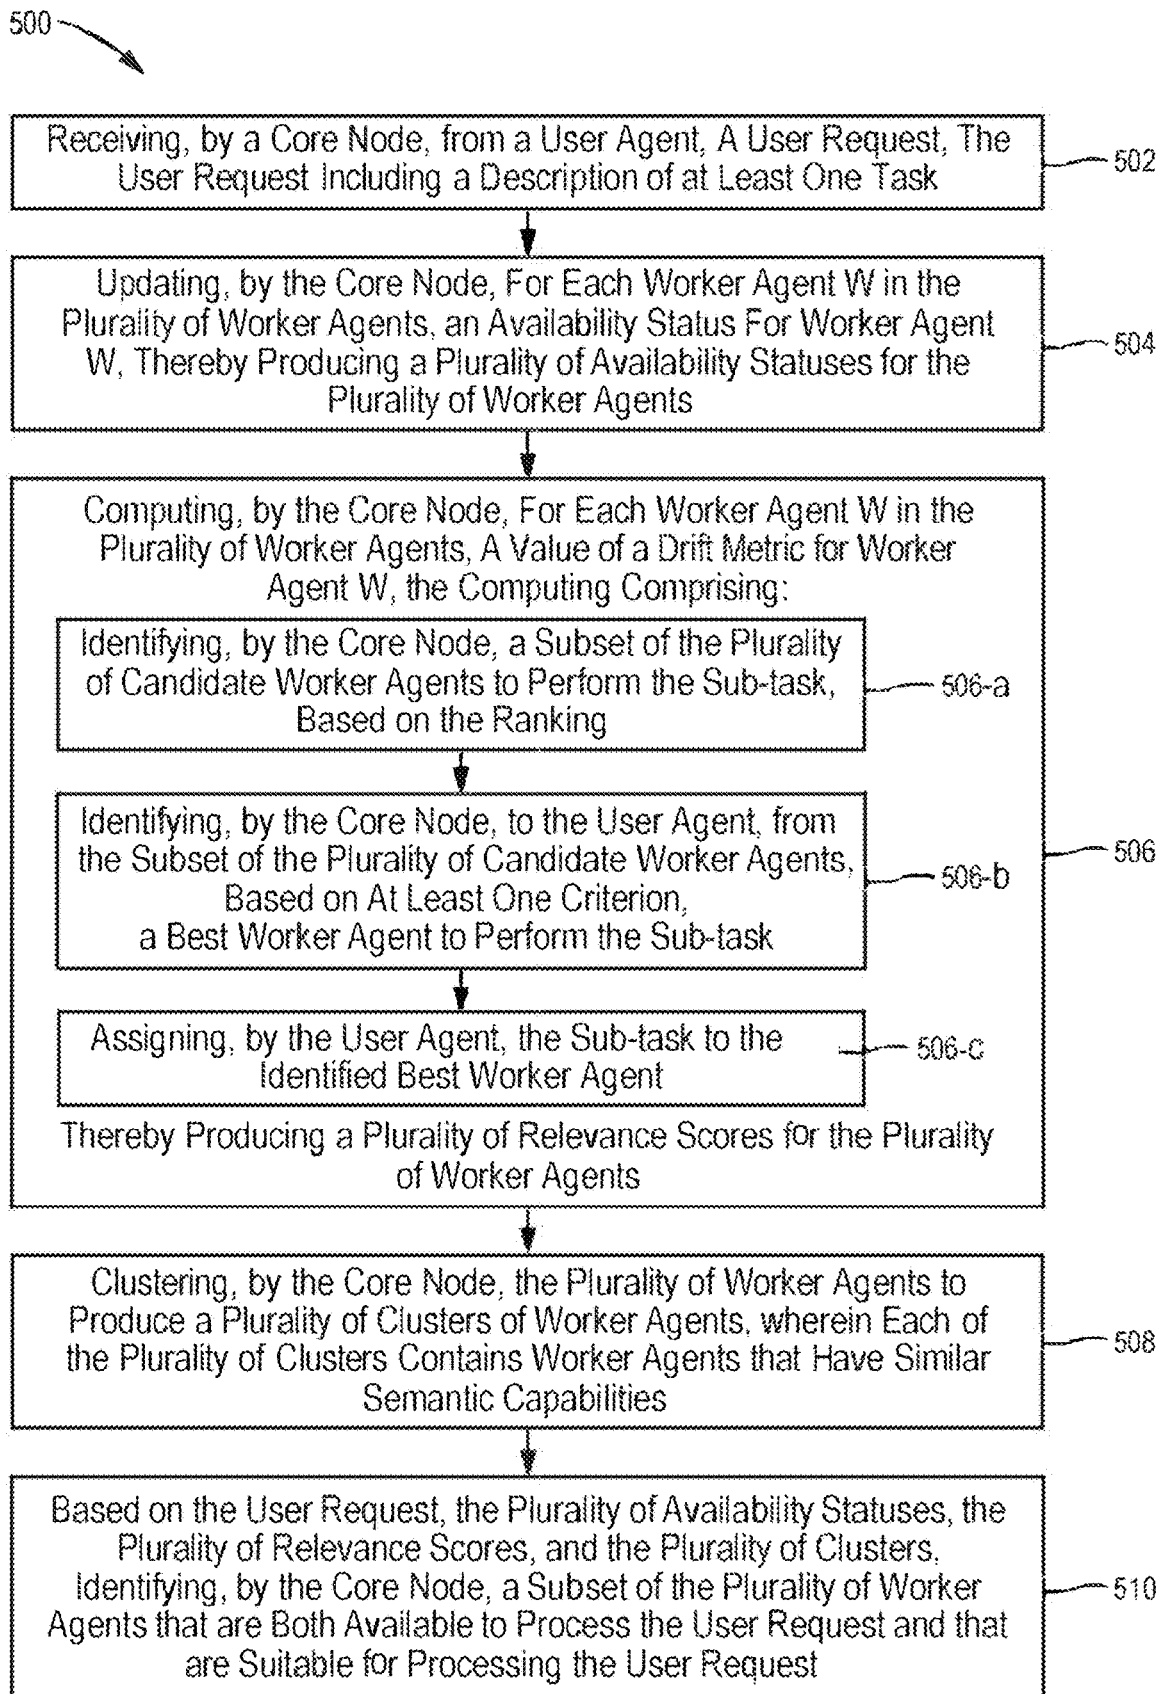 500
Receiving, by a Core Node, from a User Agent, A User Request, The
User Request Including a Description of at Least One Task
502
Updating, by the Core Node, For Each Worker Agent W in the
Plurality of Worker Agents, an Availability Status For Worker Agent
W, Thereby Producing a Plurality of Availability Statuses for the
Plurality of Worker Agents
504
Computing, by the Core Node, For Each Worker Agent W in the
Plurality of Worker Agents, A Value of a Drift Metric for Worker
Agent W, the Computing Comprising:
Identifying, by the Core Node, a Subset of the Plurality
of Candidate Worker Agents to Perform the Sub-task,
Based on the Ranking
506-a
Identifying, by the Core Node, to the User Agent, from
the Subset of the Plurality of Candidate Worker Agents,
Based on At Least One Criterion,
a Best Worker Agent to Perform the Sub-task
506-b
506
Assigning, by the User Agent, the Sub-task to the
Identified Best Worker Agent
506-c
Thereby Producing a Plurality of Relevance Scores for the Plurality
of Worker Agents
Clustering, by the Core Node, the Plurality of Worker Agents to
Produce a Plurality of Clusters of Worker Agents, wherein Each of
the Plurality of Clusters Contains Worker Agents that Have Similar
Semantic Capabilities
508
Based on the User Request, the Plurality of Availability Statuses, the
Plurality of Relevance Scores, and the Plurality of Clusters,
Identifying, by the Core Node, a Subset of the Plurality of Worker
Agents that are Both Available to Process the User Request and that
are Suitable for Processing the User Request
510